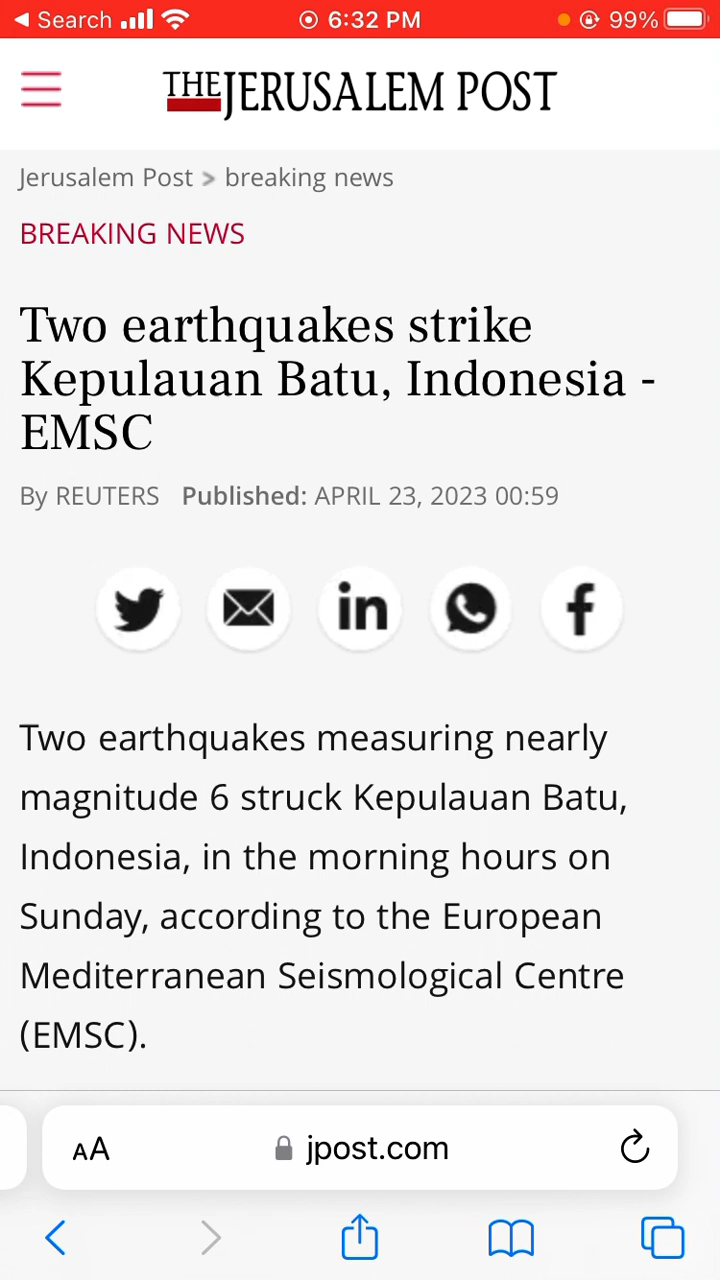 Search 6:32 PM 99%
THE JERUSALEM POST
Jerusalem Post > breaking news
BREAKING NEWS
Two earthquakes strike
Kepulauan Batu, Indonesia -
EMSC
By REUTERS Published: APRIL 23, 2023 00:59
in f
Two earthquakes measuring nearly
magnitude 6 struck Kepulauan Batu,
Indonesia, in the morning hours on
Sunday, according to the European
Mediterranean Seismological Centre
(EMSC).
AA jpost.com